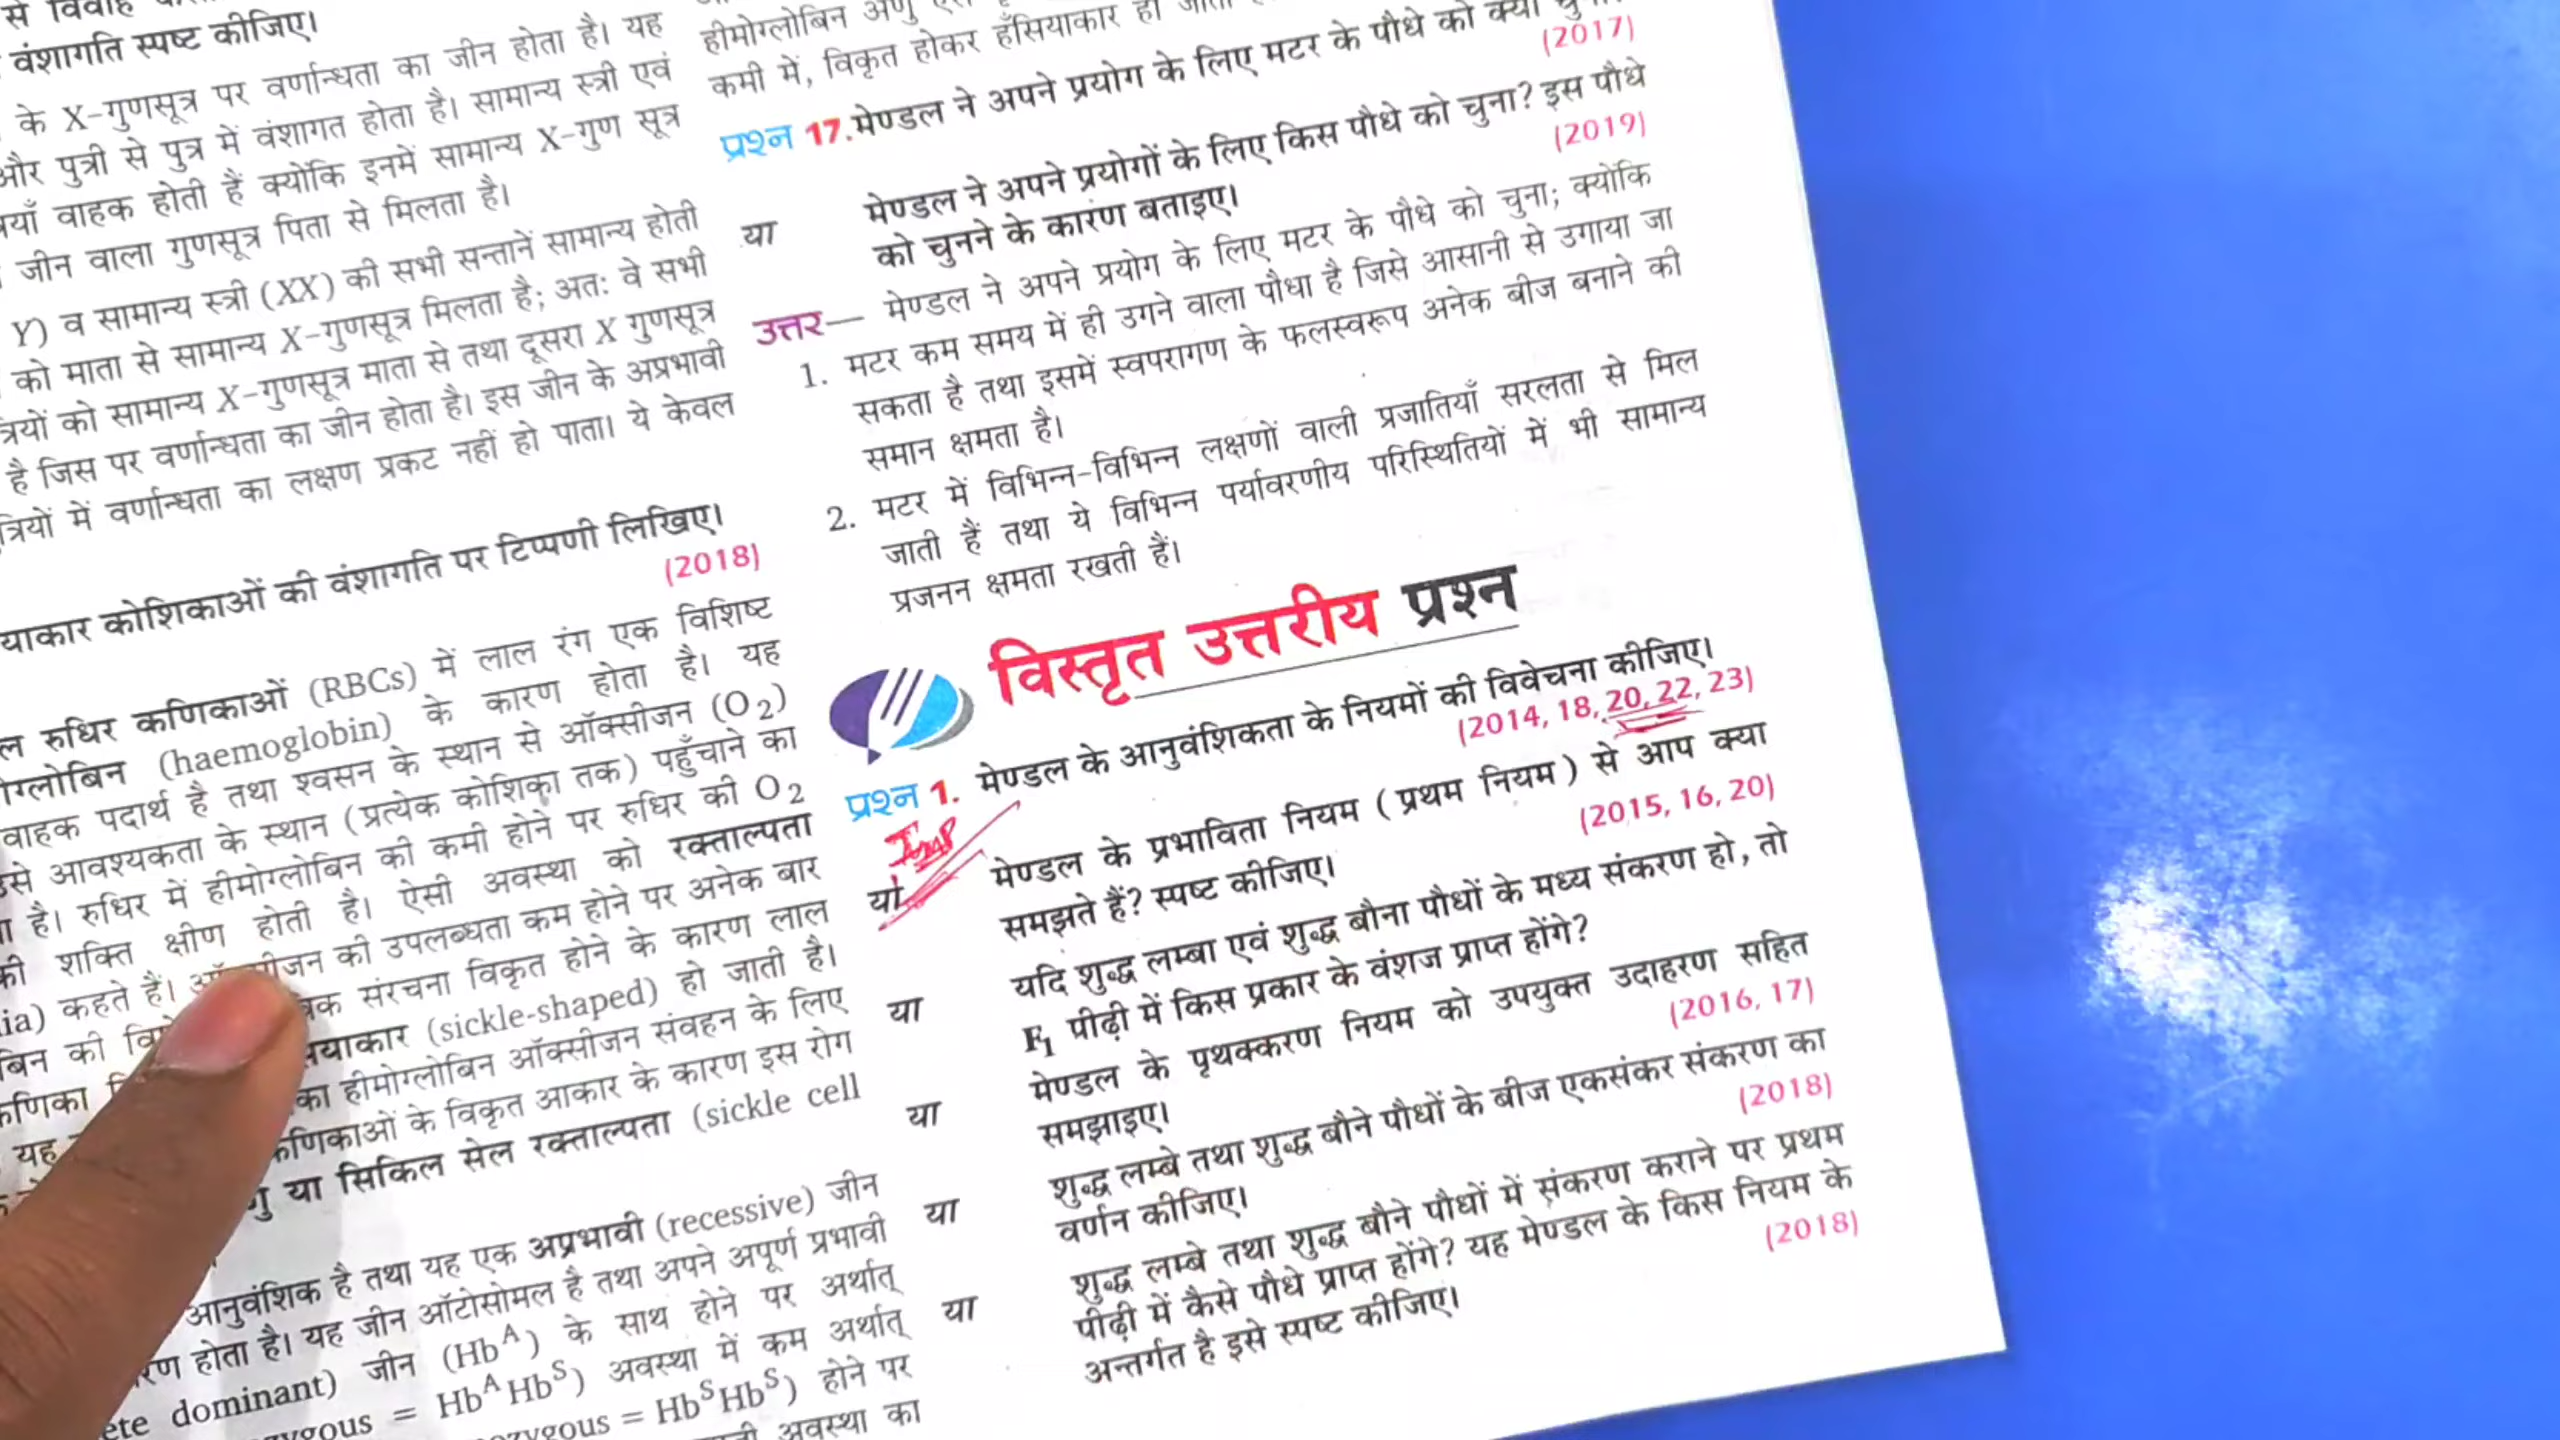 से विवाह
वंशागति स्पष्ट कीजिए।
के X-गुणसूत्र पर वर्णान्धता का जीन होता है। यह
और पुत्री से पुत्र में वंशागत होता है। सामान्य स्त्री एवं
वाहक होती हैं क्योंकि इनमें सामान्य X-गुण सूत्र
जीन वाला गुणसूत्र पिता से मिलता है।
Y) व सामान्य स्त्री (XX) की सभी सन्तानें सामान्य होती
को माता से सामान्य X-गुणसूत्र मिलता है; अत: वे सभी
को सामान्य X-गुणसूत्र माता से तथा दूसरा X गुणसूत्र
है जिस पर वर्णान्धता का जीन होता है। इस जीन के अप्रभावी
में वर्णान्धता का लक्षण प्रकट नहीं हो पाता। ये केवल
याकार कोशिकाओं की वंशागति पर टिप्पणी लिखिए।
(2018)
ल रुधिर कणिकाओं (RBCs) में लाल रंग एक विशिष्ट
ग्लोबिन (haemoglobin) के कारण होता है। यह
वाहक पदार्थ है तथा श्वसन के स्थान से ऑक्सीजन (O2)
आवश्यकता के स्थान (प्रत्येक कोशिका तक) पहुँचाने का
है। रुधिर में हीमोग्लोबिन की कमी होने पर रुधिर की O2
की शक्ति क्षीण होती है। ऐसी अवस्था को रक्ताल्पता
ia) कहते हैं। की उपलब्धता कम होने पर अनेक बार
बिन की संरचना विकृत होने के कारण लाल
कणिका सियाकार (sickle-shaped) हो जाती है।
यह का हीमोग्लोबिन ऑक्सीजन संवहन के लिए
कणिकाओं के विकृत आकार के कारण इस रोग
या सिकिल सेल रक्ताल्पता (sickle cell
आनुवंशिक है तथा यह एक अप्रभावी (recessive) जीन
होता है। यह जीन ऑटोसोमल है तथा अपने अपूर्ण प्रभावी
ete dominant) जीन (HbA) के साथ होने पर अर्थात्
zygous = HbA HbS) अवस्था में कम अर्थात्
ozygous = HbS HbS) होने पर
अवस्था का
हीमोग्लोबिन अणु
कमी में, विकृत होकर हँसियाकार हो
प्रश्न 17. मेण्डल ने अपने प्रयोग के लिए मटर के पौधे को क्यों
(2017)
या मेण्डल ने अपने प्रयोगों के लिए किस पौधे को चुना? इस पौधे
को चुनने के कारण बताइए।
(2019)
उत्तर— मेण्डल ने अपने प्रयोग के लिए मटर के पौधे को चुना; क्योंकि
1. मटर कम समय में ही उगने वाला पौधा है जिसे आसानी से उगाया जा
सकता है तथा इसमें स्वपरागण के फलस्वरूप अनेक बीज बनाने की
समान क्षमता है।
2. मटर में विभिन्न-विभिन्न लक्षणों वाली प्रजातियाँ सरलता से मिल
जाती हैं तथा ये विभिन्न पर्यावरणीय परिस्थितियों में भी सामान्य
प्रजनन क्षमता रखती हैं।
विस्तृत उत्तरीय प्रश्न
प्रश्न 1. मेण्डल के आनुवंशिकता के नियमों की विवेचना कीजिए।
(2014, 18, 20, 22, 23)
Imp
या मेण्डल के प्रभाविता नियम (प्रथम नियम) से आप क्या
समझते हैं? स्पष्ट कीजिए।
(2015, 16, 20)
यदि शुद्ध लम्बा एवं शुद्ध बौना पौधों के मध्य संकरण हो, तो
F1 पीढ़ी में किस प्रकार के वंशज प्राप्त होंगे?
या मेण्डल के पृथक्करण नियम को उपयुक्त उदाहरण सहित
समझाइए।
(2016, 17)
या शुद्ध लम्बे तथा शुद्ध बौने पौधों के बीज एकसंकर संकरण का
वर्णन कीजिए।
(2018)
या शुद्ध लम्बे तथा शुद्ध बौने पौधों में संकरण कराने पर प्रथम
पीढ़ी में कैसे पौधे प्राप्त होंगे? यह मेण्डल के किस नियम के
या अन्तर्गत है इसे स्पष्ट कीजिए।
(2018)